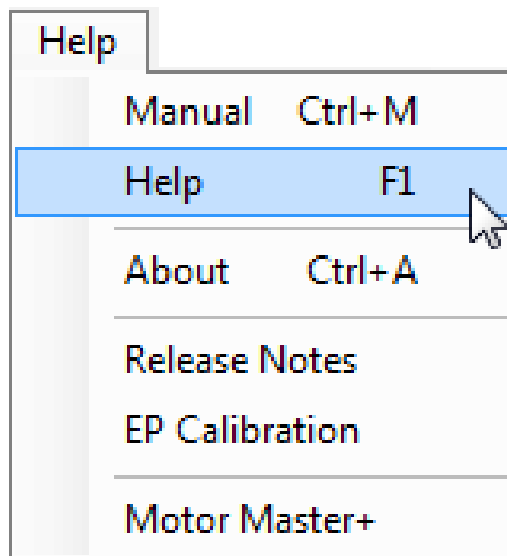 Help
Manual Ctrl+M
Help F1
About Ctrl+A
Release Notes
EP Calibration
Motor Master+